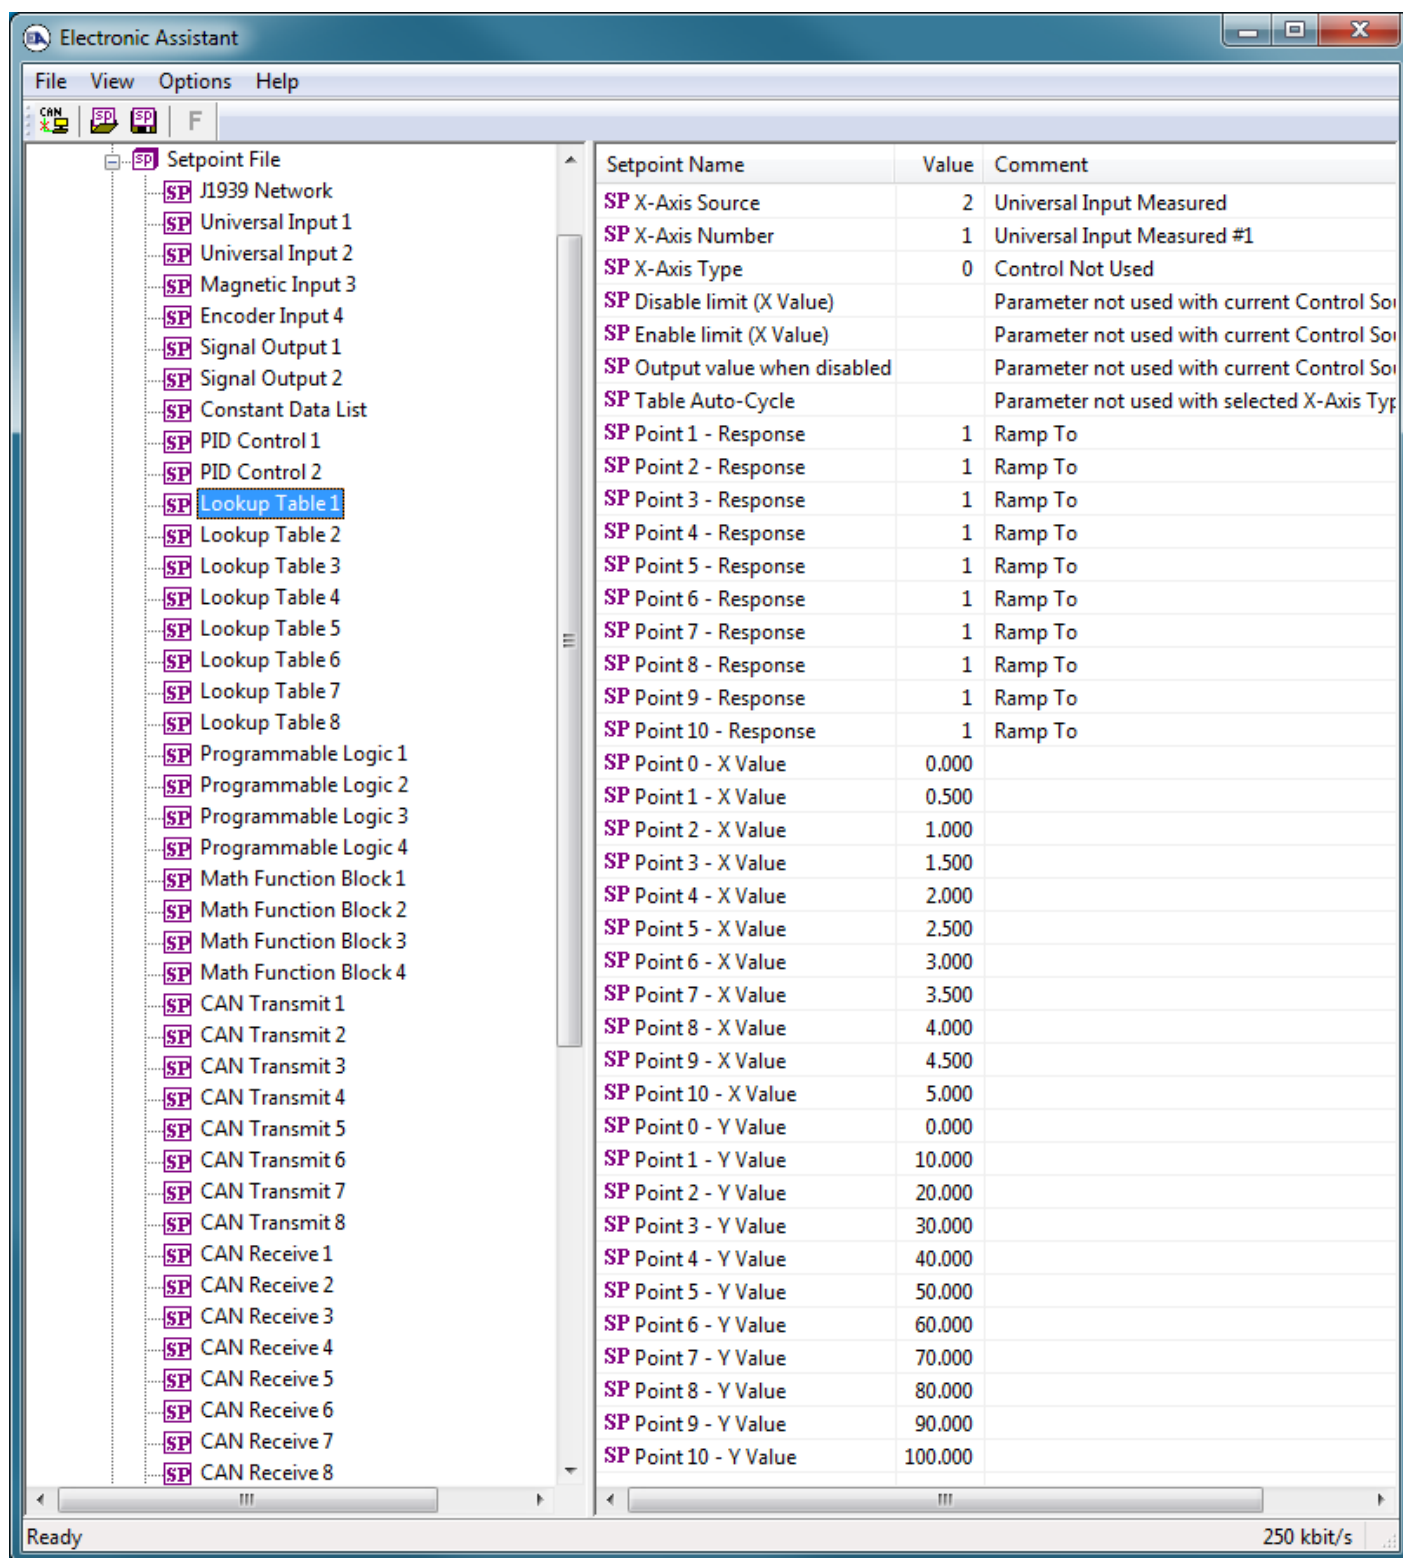 Electronic Assistant
File View Options Help
CAN SP SP F
SP Setpoint File
SP J1939 Network
SP Universal Input 1
SP Universal Input 2
SP Magnetic Input 3
SP Encoder Input 4
SP Signal Output 1
SP Signal Output 2
SP Constant Data List
SP PID Control 1
SP PID Control 2
SP Lookup Table 1
SP Lookup Table 2
SP Lookup Table 3
SP Lookup Table 4
SP Lookup Table 5
SP Lookup Table 6
SP Lookup Table 7
SP Lookup Table 8
SP Programmable Logic 1
SP Programmable Logic 2
SP Programmable Logic 3
SP Programmable Logic 4
SP Math Function Block 1
SP Math Function Block 2
SP Math Function Block 3
SP Math Function Block 4
SP CAN Transmit 1
SP CAN Transmit 2
SP CAN Transmit 3
SP CAN Transmit 4
SP CAN Transmit 5
SP CAN Transmit 6
SP CAN Transmit 7
SP CAN Transmit 8
SP CAN Receive 1
SP CAN Receive 2
SP CAN Receive 3
SP CAN Receive 4
SP CAN Receive 5
SP CAN Receive 6
SP CAN Receive 7
SP CAN Receive 8
Setpoint Name Value Comment
SP X-Axis Source 2 Universal Input Measured
SP X-Axis Number 1 Universal Input Measured #1
SP X-Axis Type 0 Control Not Used
SP Disable limit (X Value) Parameter not used with current Control Sou
SP Enable limit (X Value) Parameter not used with current Control Sou
SP Output value when disabled Parameter not used with current Control Sou
SP Table Auto-Cycle Parameter not used with selected X-Axis Typ
SP Point 1 - Response 1 Ramp To
SP Point 2 - Response 1 Ramp To
SP Point 3 - Response 1 Ramp To
SP Point 4 - Response 1 Ramp To
SP Point 5 - Response 1 Ramp To
SP Point 6 - Response 1 Ramp To
SP Point 7 - Response 1 Ramp To
SP Point 8 - Response 1 Ramp To
SP Point 9 - Response 1 Ramp To
SP Point 10 - Response 1 Ramp To
SP Point 0 - X Value 0.000
SP Point 1 - X Value 0.500
SP Point 2 - X Value 1.000
SP Point 3 - X Value 1.500
SP Point 4 - X Value 2.000
SP Point 5 - X Value 2.500
SP Point 6 - X Value 3.000
SP Point 7 - X Value 3.500
SP Point 8 - X Value 4.000
SP Point 9 - X Value 4.500
SP Point 10 - X Value 5.000
SP Point 0 - Y Value 0.000
SP Point 1 - Y Value 10.000
SP Point 2 - Y Value 20.000
SP Point 3 - Y Value 30.000
SP Point 4 - Y Value 40.000
SP Point 5 - Y Value 50.000
SP Point 6 - Y Value 60.000
SP Point 7 - Y Value 70.000
SP Point 8 - Y Value 80.000
SP Point 9 - Y Value 90.000
SP Point 10 - Y Value 100.000
Ready 250 kbit/s